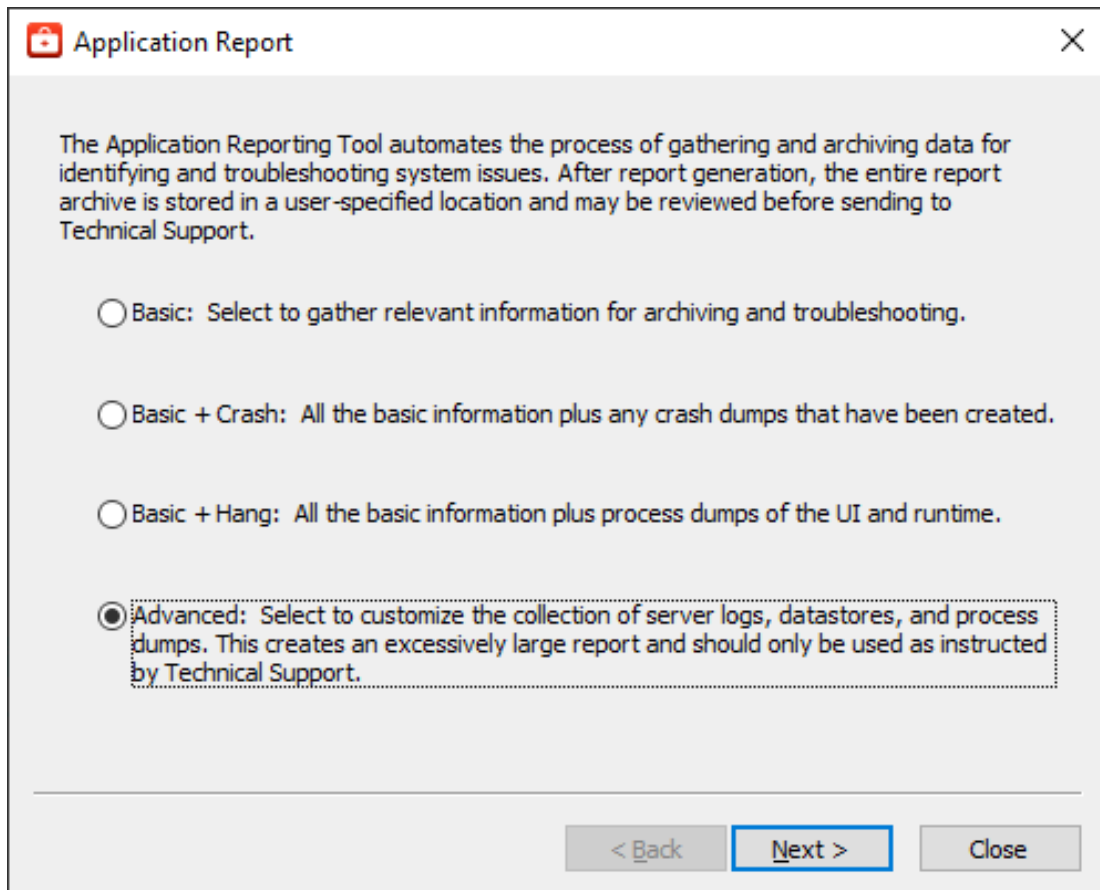 Application Report
The Application Reporting Tool automates the process of gathering and archiving data for
identifying and troubleshooting system issues. After report generation, the entire report
archive is stored in a user-specified location and may be reviewed before sending to
Technical Support.
Basic:  Select to gather relevant information for archiving and troubleshooting.
Basic + Crash:  All the basic information plus any crash dumps that have been created.
Basic + Hang:  All the basic information plus process dumps of the UI and runtime.
Advanced:  Select to customize the collection of server logs, datastores, and process
dumps. This creates an excessively large report and should only be used as instructed
by Technical Support.
< Back Next > Close